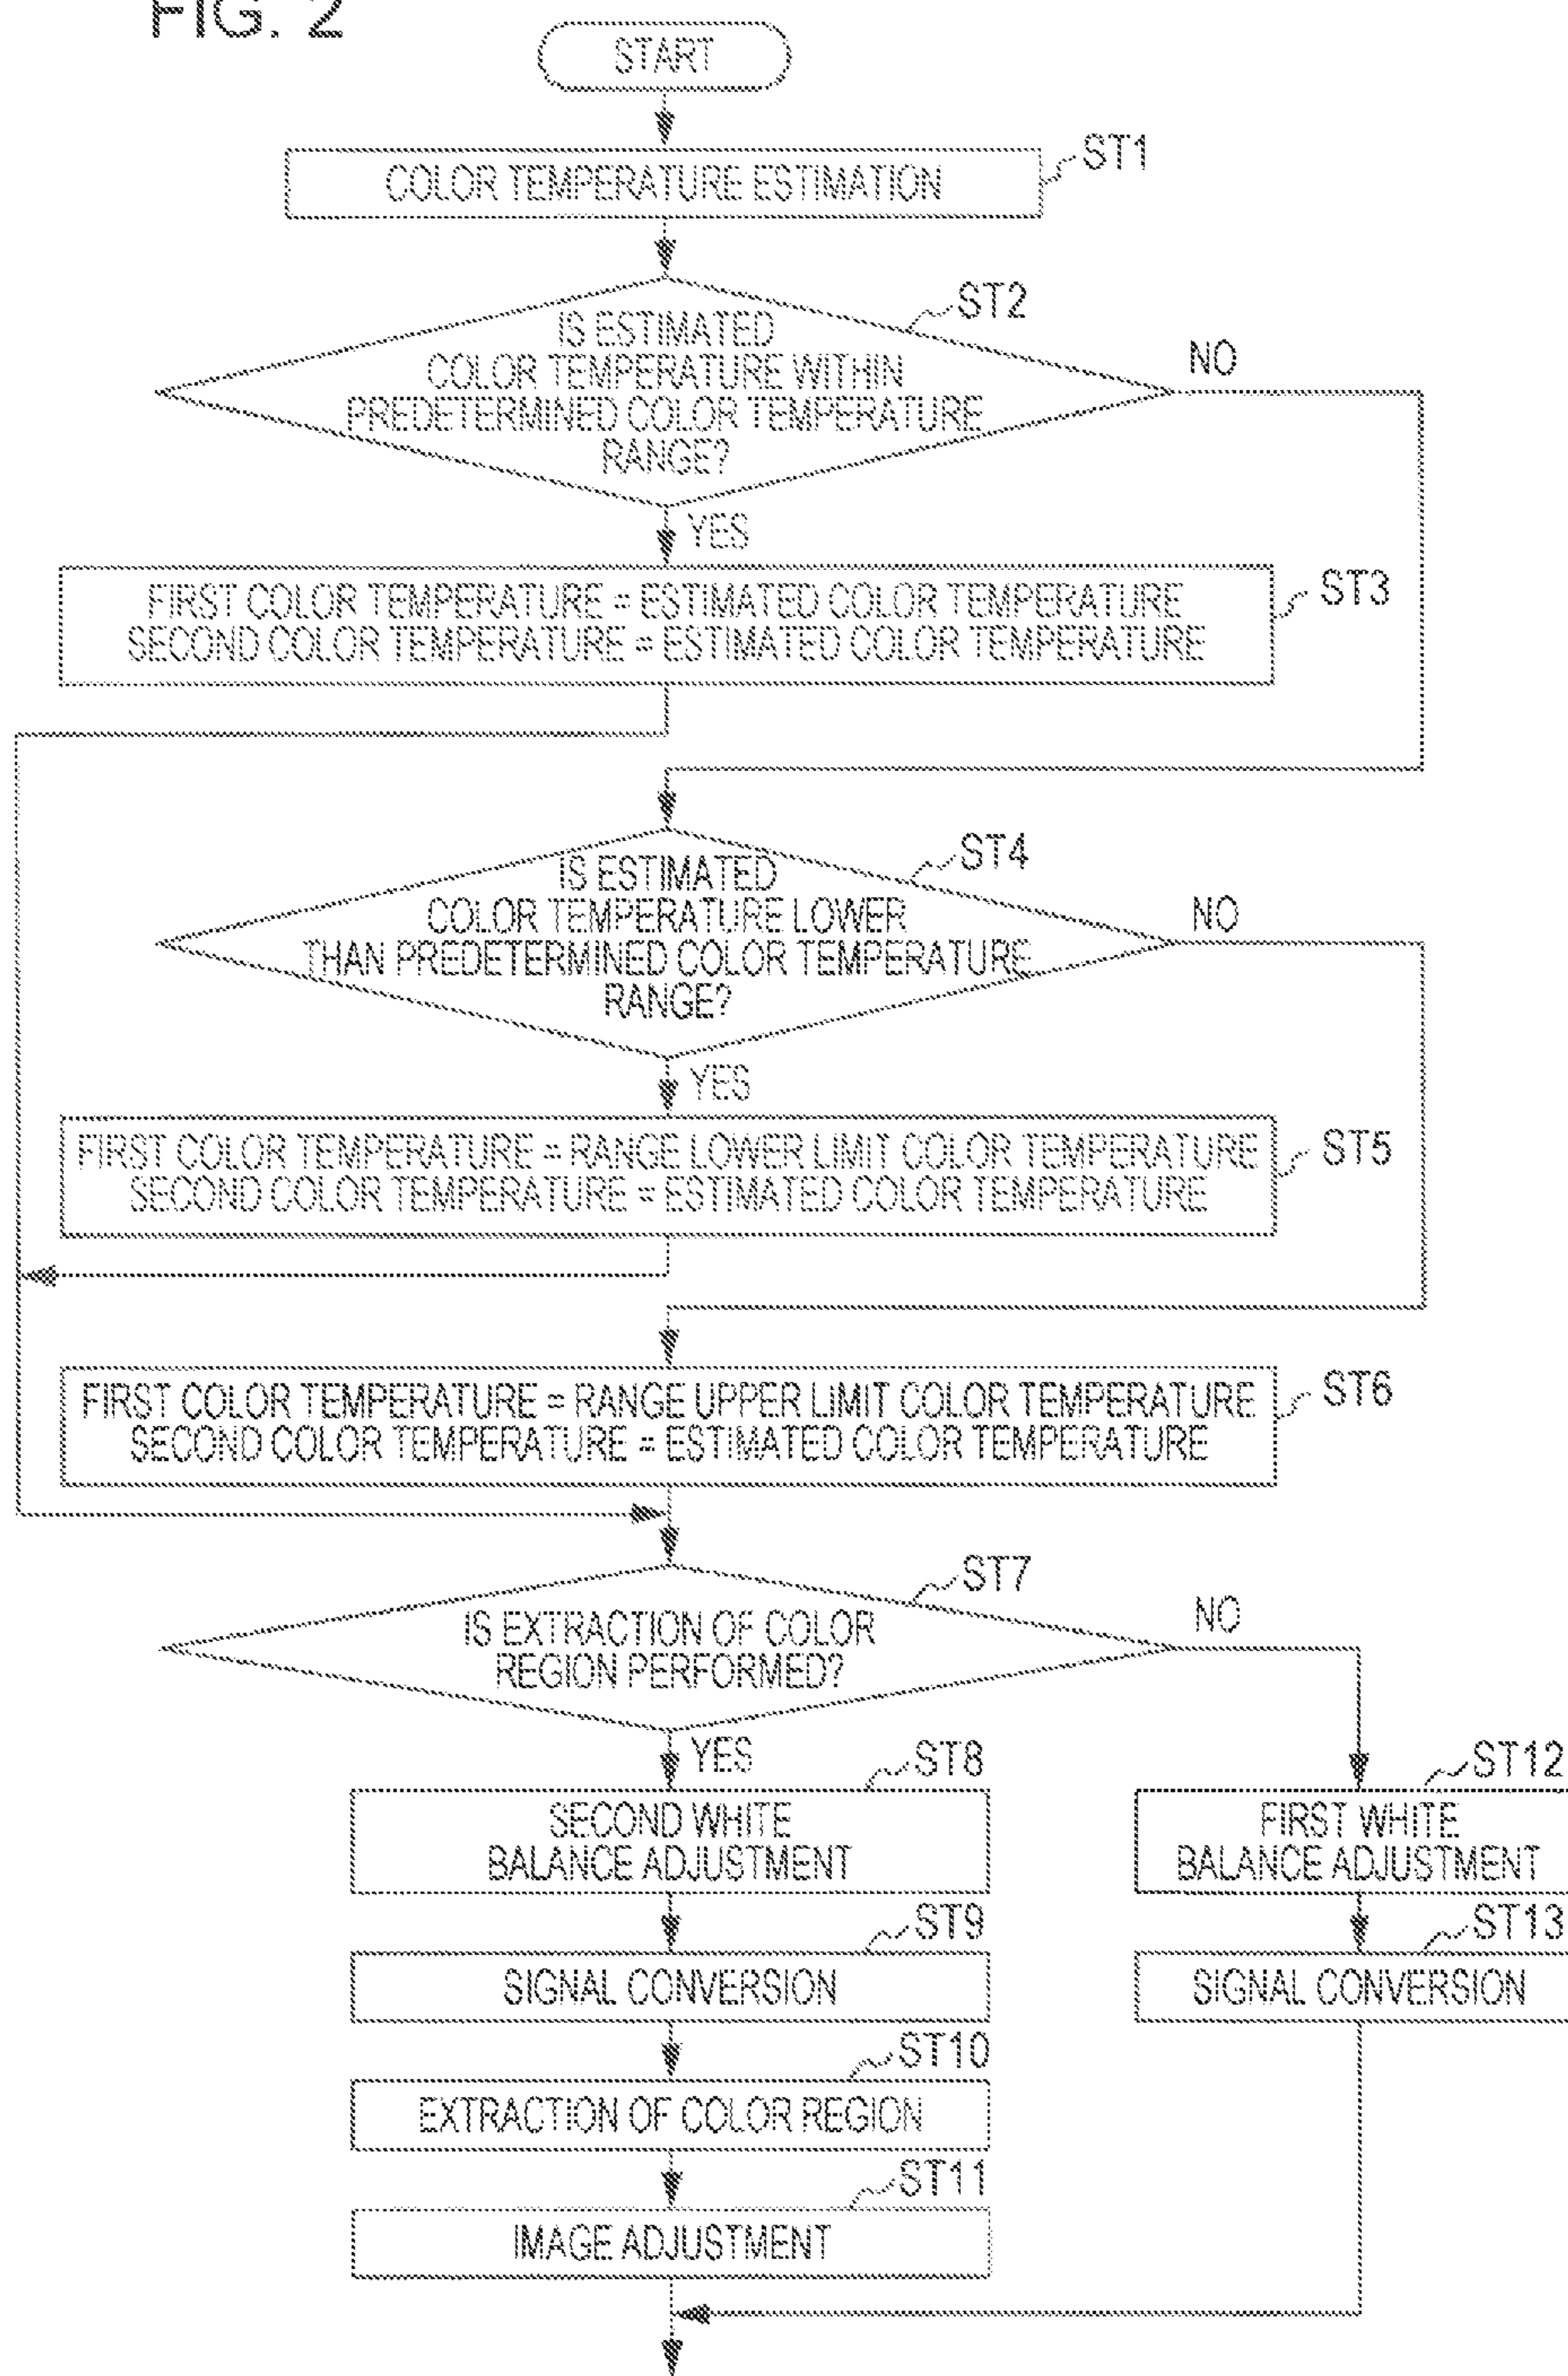 FIG. 2
START
COLOR TEMPERATURE ESTIMATION
ST1
ST2
IS ESTIMATED
COLOR TEMPERATURE WITHIN
PREDETERMINED COLOR TEMPERATURE
RANGE?
NO
YES
FIRST COLOR TEMPERATURE = ESTIMATED COLOR TEMPERATURE
SECOND COLOR TEMPERATURE = ESTIMATED COLOR TEMPERATURE
ST3
ST4
IS ESTIMATED
COLOR TEMPERATURE LOWER
THAN PREDETERMINED COLOR TEMPERATURE
RANGE?
NO
YES
FIRST COLOR TEMPERATURE = RANGE LOWER LIMIT COLOR TEMPERATURE
SECOND COLOR TEMPERATURE = ESTIMATED COLOR TEMPERATURE
ST5
FIRST COLOR TEMPERATURE = RANGE UPPER LIMIT COLOR TEMPERATURE
SECOND COLOR TEMPERATURE = ESTIMATED COLOR TEMPERATURE
ST6
ST7
IS EXTRACTION OF COLOR
REGION PERFORMED?
NO
YES
ST8
SECOND WHITE
BALANCE ADJUSTMENT
ST12
FIRST WHITE
BALANCE ADJUSTMENT
ST9
SIGNAL CONVERSION
ST13
SIGNAL CONVERSION
ST10
EXTRACTION OF COLOR REGION
ST11
IMAGE ADJUSTMENT